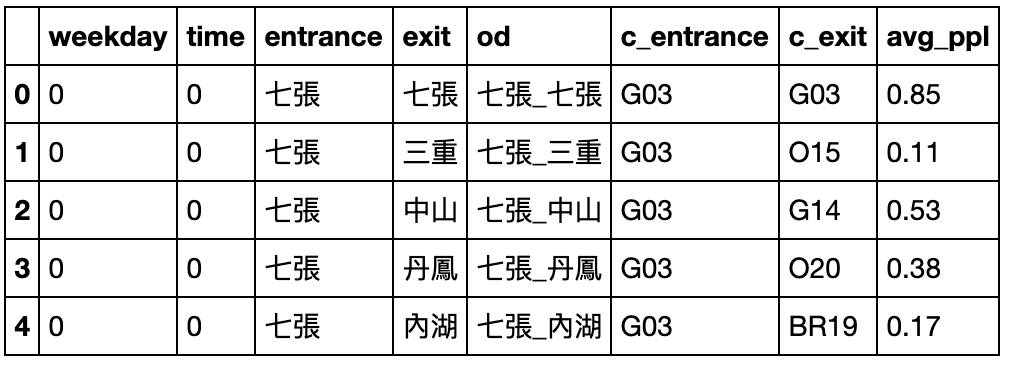 weekday time entrance exit od c_entrance c_exit avg_ppl
0 0 0 七張 七張 七張_七張 G03 G03 0.85
1 0 0 七張 三重 七張_三重 G03 O15 0.11
2 0 0 七張 中山 七張_中山 G03 G14 0.53
3 0 0 七張 丹鳳 七張_丹鳳 G03 O20 0.38
4 0 0 七張 內湖 七張_內湖 G03 BR19 0.17